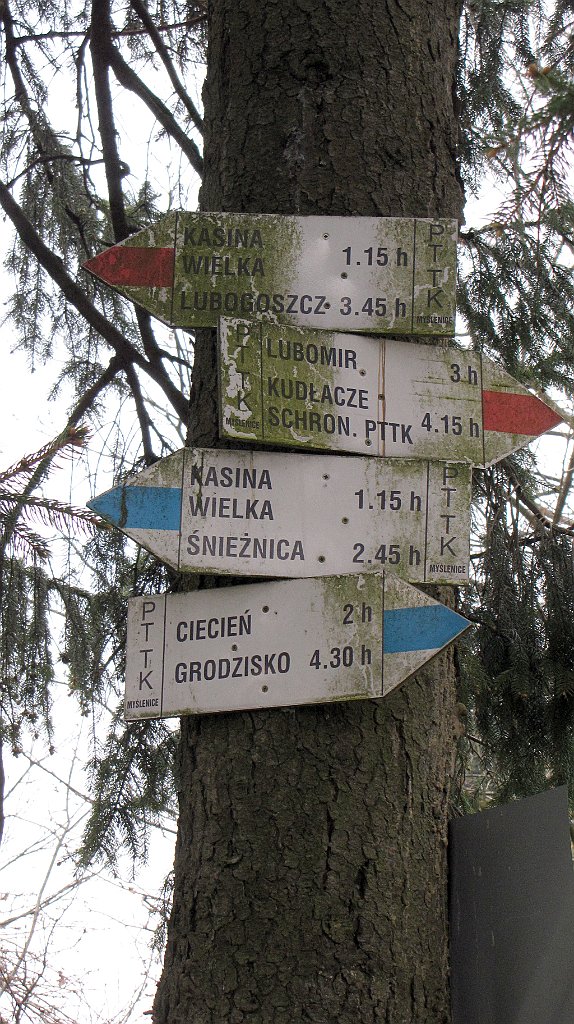 KASINA
WIELKA 1.15 h
LUBOGOSZCZ 3.45 h
PTTK
MYŚLENICE
PTTK
MYŚLENICE
LUBOMIR 3 h
KUDŁACZE
SCHRON. PTTK 4.15 h
KASINA
WIELKA 1.15 h
ŚNIEŻNICA 2.45 h
PTTK
MYŚLENICE
PTTK
MYŚLENICE
CIECIEŃ 2 h
GRODZISKO 4.30 h